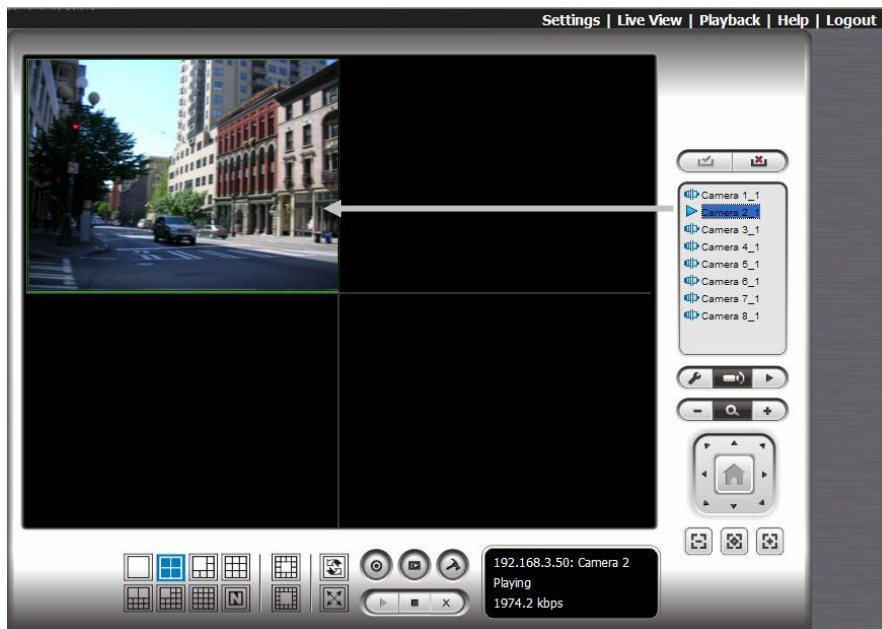 Settings | Live View | Playback | Help | Logout
Camera 1_1
Camera 2_1
Camera 3_1
Camera 4_1
Camera 5_1
Camera 6_1
Camera 7_1
Camera 8_1
192.168.3.50: Camera 2
Playing
1974.2 kbps
N
X